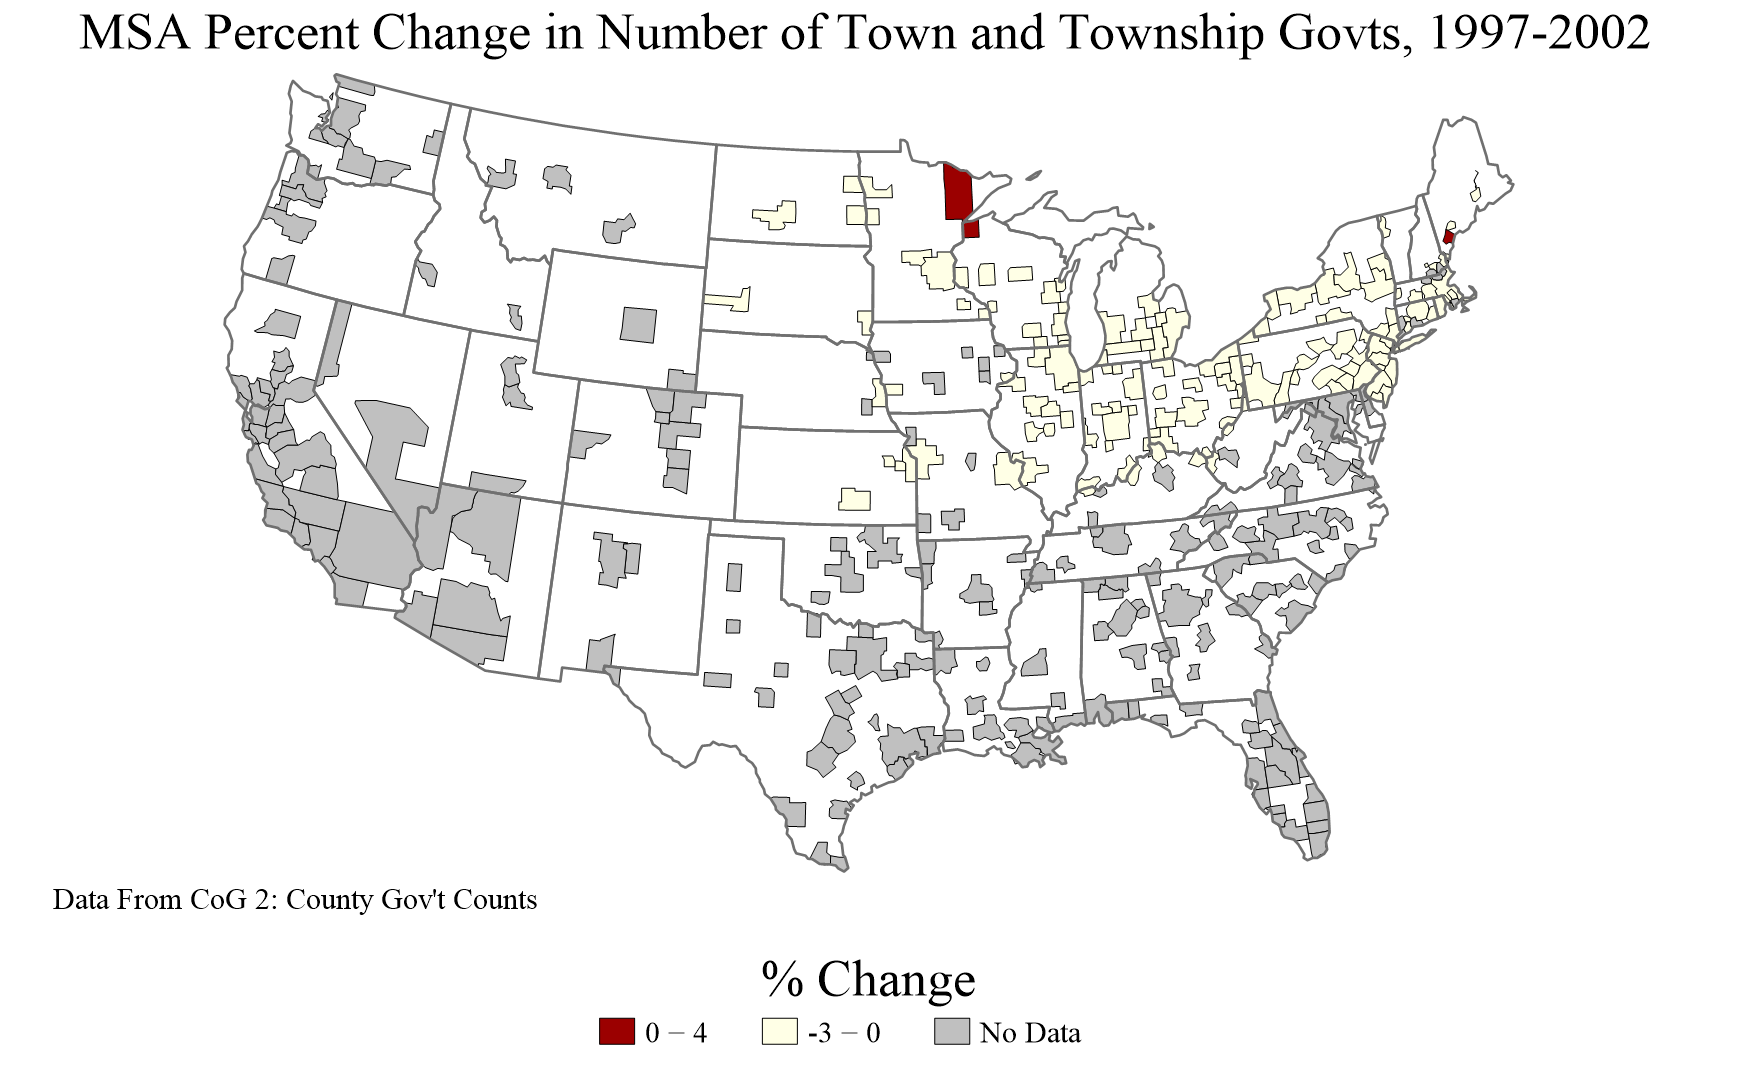 MSA Percent Change in Number of Town and Township Govts, 1997-2002
Data From CoG 2: County Gov't Counts
% Change
0 – 4
-3 – 0
No Data